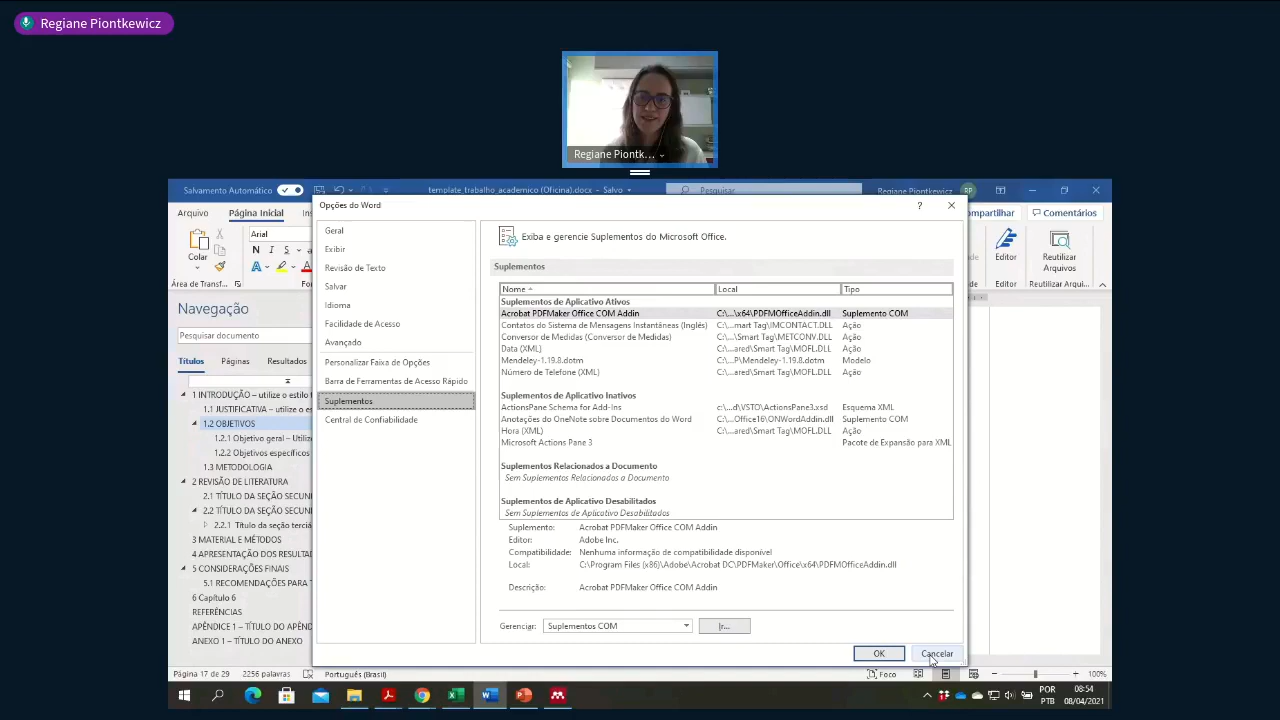 Regiane Piontkewicz
Regiane Piontk...
Salvamento Automático
template_trabalho_academico (Oficina).docx – Salvo
Pesquisar
Regiane Piontkewicz
RP
Arquivo
Página Inicial
Compartilhar
Comentários
Colar
Arial
N I S
Editor
Reutilizar
Arquivos
Área de Transf...
Editor
Reutilizar Arqui...
Navegação
Pesquisar documento
Títulos
Páginas
Resultados
1 INTRODUÇÃO – utilize o estilo t
1.1 JUSTIFICATIVA – utilize o es
1.2 OBJETIVOS
1.2.1 Objetivo geral – Utiliz
1.2.2 Objetivos específicos
1.3 METODOLOGIA
2 REVISÃO DE LITERATURA
2.1 TÍTULO DA SEÇÃO SECUN
2.2 TÍTULO DA SEÇÃO SECUN
2.2.1 Título da seção terciá
3 MATERIAL E MÉTODOS
4 APRESENTAÇÃO DOS RESULTA
5 CONSIDERAÇÕES FINAIS
5.1 RECOMENDAÇÕES PARA T
6 Capítulo 6
REFERÊNCIAS
APÊNDICE 1 – TÍTULO DO APÊND
ANEXO 1 – TÍTULO DO ANEXO
Opções do Word
?
Geral
Exibir
Revisão de Texto
Salvar
Idioma
Facilidade de Acesso
Avançado
Personalizar Faixa de Opções
Barra de Ferramentas de Acesso Rápido
Suplementos
Central de Confiabilidade
Exiba e gerencie Suplementos do Microsoft Office.
Suplementos
Nome Local Tipo
Suplementos de Aplicativo Ativos
Acrobat PDFMaker Office COM Addin C:\...\x64\PDFMOfficeAddin.dll Suplemento COM
Contatos do Sistema de Mensagens Instantâneas (Inglês) C:\...mart Tag\IMCONTACT.DLL Ação
Conversor de Medidas (Conversor de Medidas) C:\...Smart Tag\METCONV.DLL Ação
Data (XML) C:\...ared\Smart Tag\MOFL.DLL Ação
Mendeley-1.19.8.dotm C:\...P\Mendeley-1.19.8.dotm Modelo
Número de Telefone (XML) C:\...ared\Smart Tag\MOFL.DLL Ação
Suplementos de Aplicativo Inativos
ActionsPane Schema for Add-Ins c:\...d\VSTO\ActionsPane3.xsd Esquema XML
Anotações do OneNote sobre Documentos do Word C:\...Office16\ONWordAddin.dll Suplemento COM
Hora (XML) C:\...ared\Smart Tag\MOFL.DLL Ação
Microsoft Actions Pane 3 Pacote de Expansão para XML
Suplementos Relacionados a Documento
Sem Suplementos Relacionados a Documento
Suplementos de Aplicativo Desabilitados
Sem Suplementos de Aplicativo Desabilitados
Suplemento: Acrobat PDFMaker Office COM Addin
Editor: Adobe Inc.
Compatibilidade: Nenhuma informação de compatibilidade disponível
Local: C:\Program Files (x86)\Adobe\Acrobat DC\PDFMaker\Office\x64\PDFMOfficeAddin.dll
Descrição: Acrobat PDFMaker Office COM Addin
Gerenciar: Suplementos COM Ir...
OK Cancelar
Página 17 de 29 2256 palavras Português (Brasil) Foco 100%
POR 08:54
PTB 08/04/2021